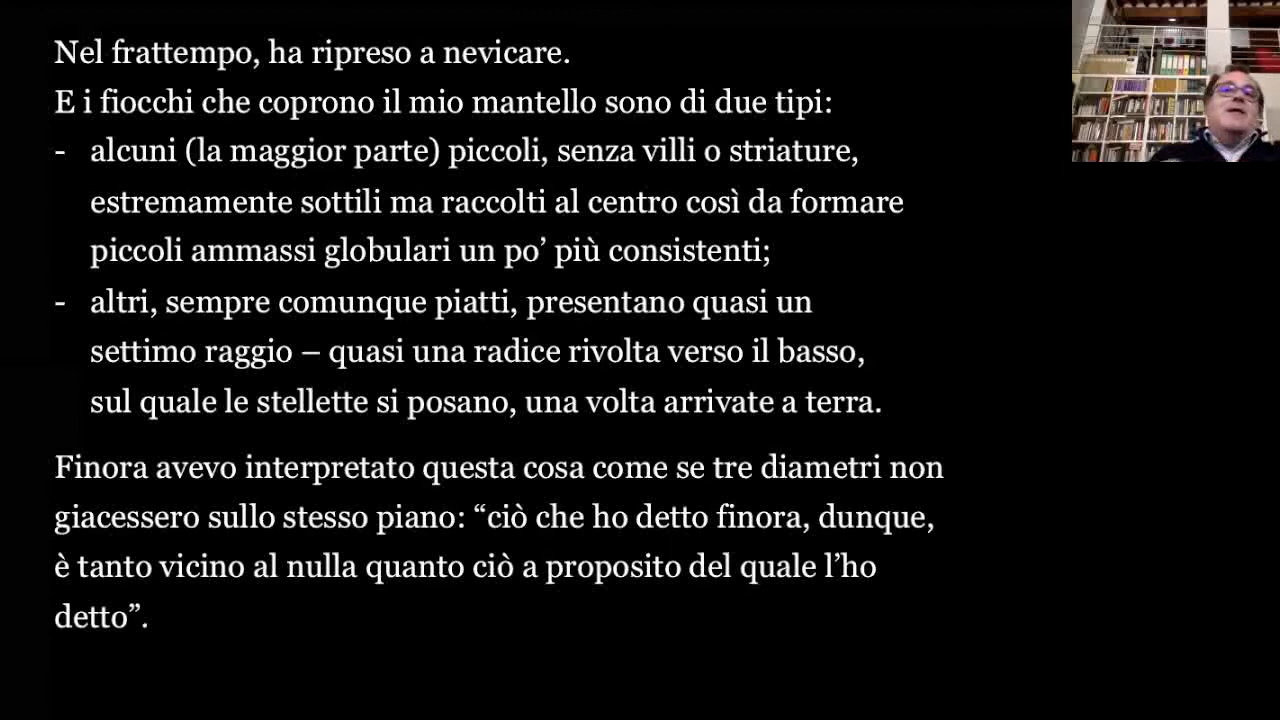 Nel frattempo, ha ripreso a nevicare.
E i fiocchi che coprono il mio mantello sono di due tipi:
- alcuni (la maggior parte) piccoli, senza villi o striature,
estremamente sottili ma raccolti al centro così da formare
piccoli ammassi globulari un po’ più consistenti;
- altri, sempre comunque piatti, presentano quasi un
settimo raggio – quasi una radice rivolta verso il basso,
sul quale le stellette si posano, una volta arrivate a terra.
Finora avevo interpretato questa cosa come se tre diametri non
giacessero sullo stesso piano: “ciò che ho detto finora, dunque,
è tanto vicino al nulla quanto ciò a proposito del quale l’ho
detto”.